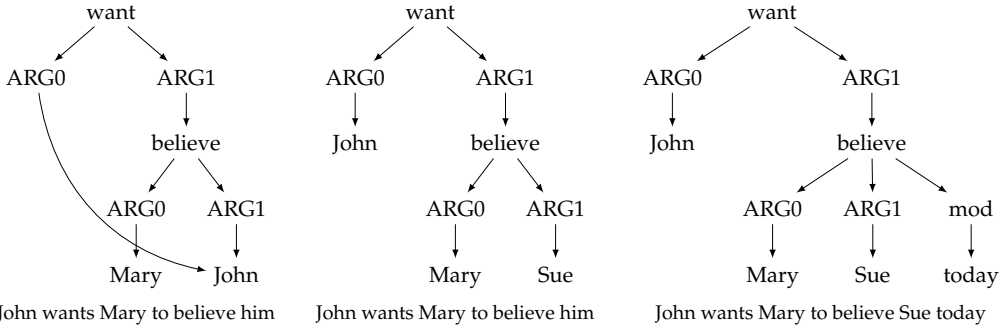 want want want
ARG0 ARG1 ARG0 ARG1 ARG0 ARG1
believe John believe John believe
ARG0 ARG1 ARG0 ARG1 ARG0 ARG1 mod
Mary John Mary Sue Mary Sue today
John wants Mary to believe him John wants Mary to believe him John wants Mary to believe Sue today